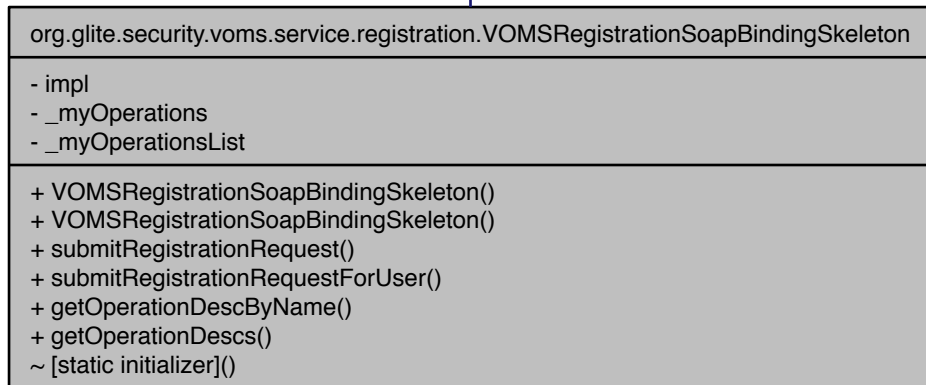 org.glite.security.voms.service.registration.VOMSRegistrationSoapBindingSkeleton
- impl
- _myOperations
- _myOperationsList
+ VOMSRegistrationSoapBindingSkeleton()
+ VOMSRegistrationSoapBindingSkeleton()
+ submitRegistrationRequest()
+ submitRegistrationRequestForUser()
+ getOperationDescByName()
+ getOperationDescs()
~ [static initializer]()